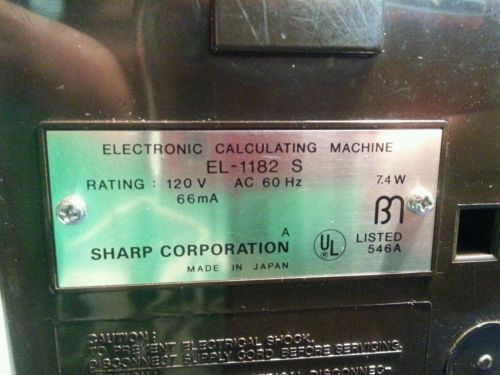 ELECTRONIC CALCULATING MACHINE
EL-1182 S
RATING : 120 V AC 60 Hz 7.4 W
66mA
A
SHARP CORPORATION
UL LISTED
546A
MADE IN JAPAN
CAUTION:
TO PREVENT ELECTRICAL SHOCK,
DISCONNECT SUPPLY CORD BEFORE SERVICING.